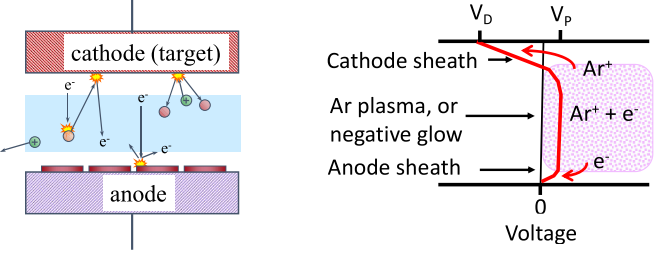 cathode (target)
e-
e-
+
e-
e-
+
anode
V_D
V_P
Cathode sheath
Ar+
Ar plasma, or
negative glow
Ar+ + e-
Anode sheath
e-
0
Voltage